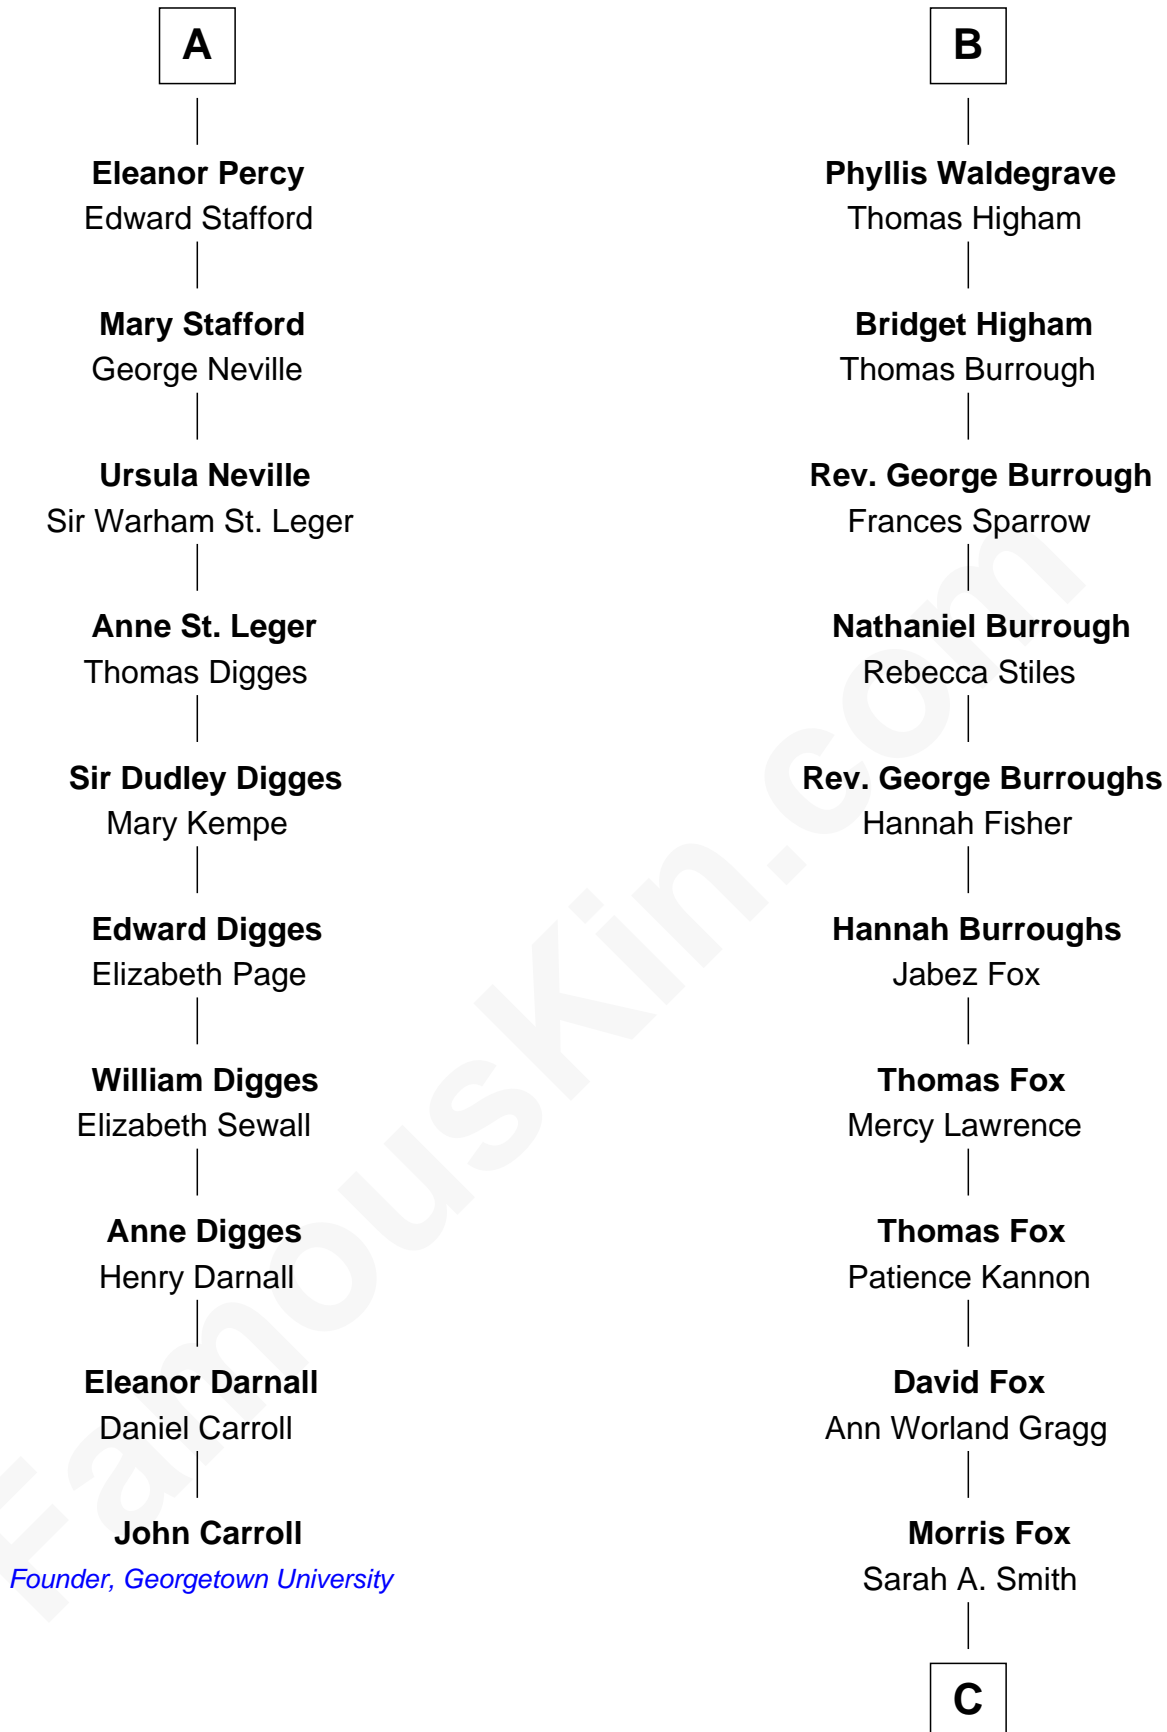 A
Eleanor Percy
Edward Stafford
Mary Stafford
George Neville
Ursula Neville
Sir Warham St. Leger
Anne St. Leger
Thomas Digges
Sir Dudley Digges
Mary Kempe
Edward Digges
Elizabeth Page
William Digges
Elizabeth Sewall
Anne Digges
Henry Darnall
Eleanor Darnall
Daniel Carroll
John Carroll
Founder, Georgetown University
B
Phyllis Waldegrave
Thomas Higham
Bridget Higham
Thomas Burrough
Rev. George Burrough
Frances Sparrow
Nathaniel Burrough
Rebecca Stiles
Rev. George Burroughs
Hannah Fisher
Hannah Burroughs
Jabez Fox
Thomas Fox
Mercy Lawrence
Thomas Fox
Patience Kannon
David Fox
Ann Worland Gragg
Morris Fox
Sarah A. Smith
C
FamousKin.com